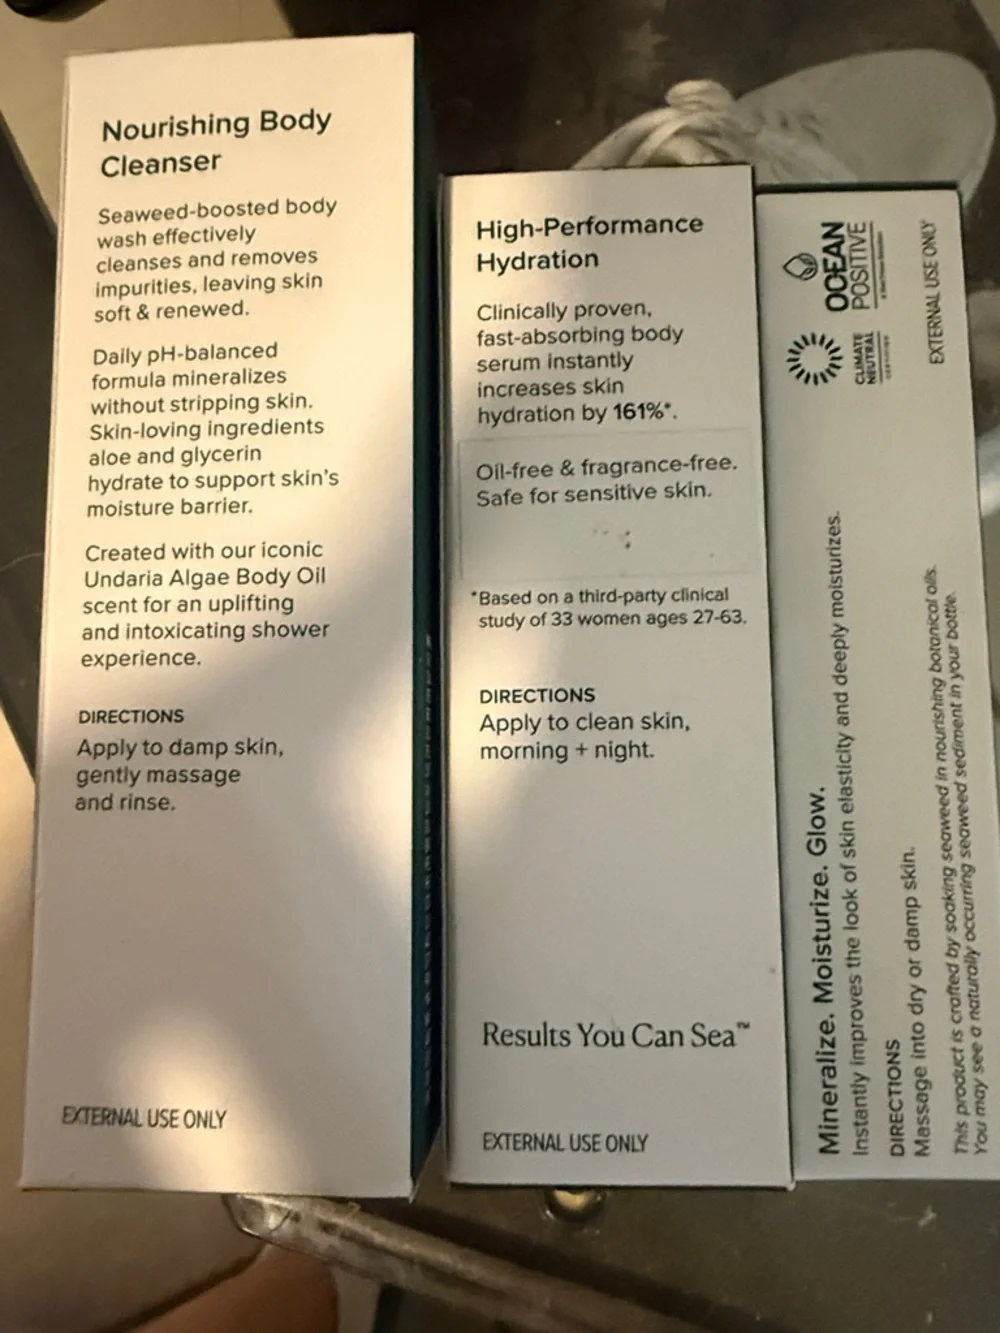 Nourishing Body
Cleanser
Seaweed-boosted body
wash effectively
cleanses and removes
impurities, leaving skin
soft & renewed.
Daily pH-balanced
formula mineralizes
without stripping skin.
Skin-loving ingredients
aloe and glycerin
hydrate to support skin's
moisture barrier.
Created with our iconic
Undaria Algae Body Oil
scent for an uplifting
and intoxicating shower
experience.
DIRECTIONS
Apply to damp skin,
gently massage
and rinse.
EXTERNAL USE ONLY
High-Performance
Hydration
Clinically proven,
fast-absorbing body
serum instantly
increases skin
hydration by 161%*.
Oil-free & fragrance-free.
Safe for sensitive skin.
*Based on a third-party clinical
study of 33 women ages 27-63.
DIRECTIONS
Apply to clean skin,
morning + night.
Results You Can Sea™
EXTERNAL USE ONLY
Mineralize. Moisturize. Glow.
Instantly improves the look of skin elasticity and deeply moisturizes.
DIRECTIONS
Massage into dry or damp skin.
This product is crafted by soaking seaweed in nourishing botanical oils.
You may see a naturally occurring seaweed sediment in your bottle.
CLIMATE
NEUTRAL
CERTIFIED
OCEAN
POSITIVE
EXTERNAL USE ONLY